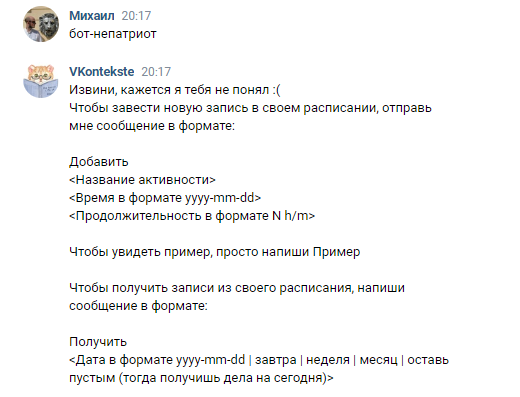 Михаил 20:17
бот-непатриот
VKontekste 20:17
Извини, кажется я тебя не понял :(
Чтобы завести новую запись в своем расписании, отправь
мне сообщение в формате:
Добавить
<Название активности>
<Время в формате yyyy-mm-dd>
<Продолжительность в формате N h/m>
Чтобы увидеть пример, просто напиши Пример
Чтобы получить записи из своего расписания, напиши
сообщение в формате:
Получить
<Дата в формате yyyy-mm-dd | завтра | неделя | месяц | оставь
пустым (тогда получишь дела на сегодня)>